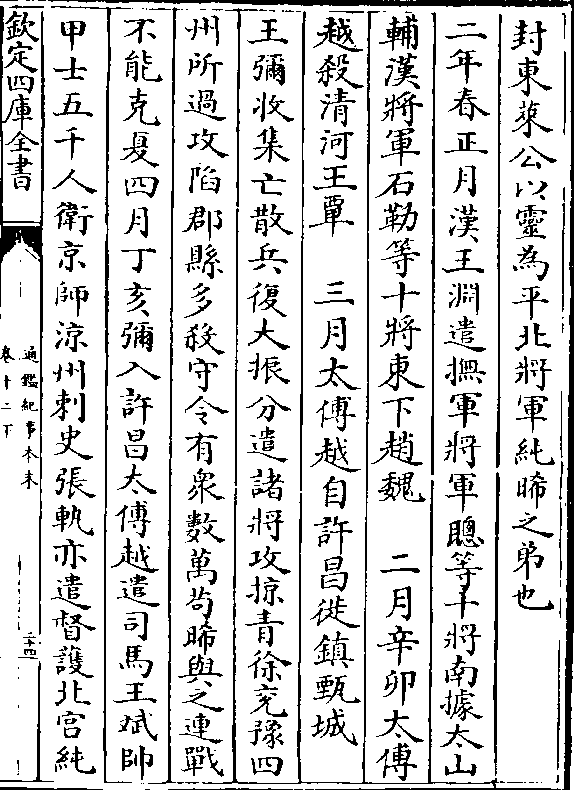 封東萊公以靈為平北將軍純晞之弟也
二年春正月漢王淵遣撫軍將軍聰等十將南據太山
輔漢將軍石勒等十將東下趙魏　二月辛卯太傅
越殺清河王覃　三月太傅越自許昌徙鎮甄城
王彌收集亡散兵復大振分遣諸將攻掠青徐兖豫四
州所過攻陷郡縣多殺守令有衆數萬茍晞與之連戰
不能克夏四月丁亥彌入許昌太傅越遣司馬王斌帥
甲士五千人衛京師涼州刺史張軌亦遣督護北宫純
欽定四庫全書
通鑑紀事本末
卷十二下